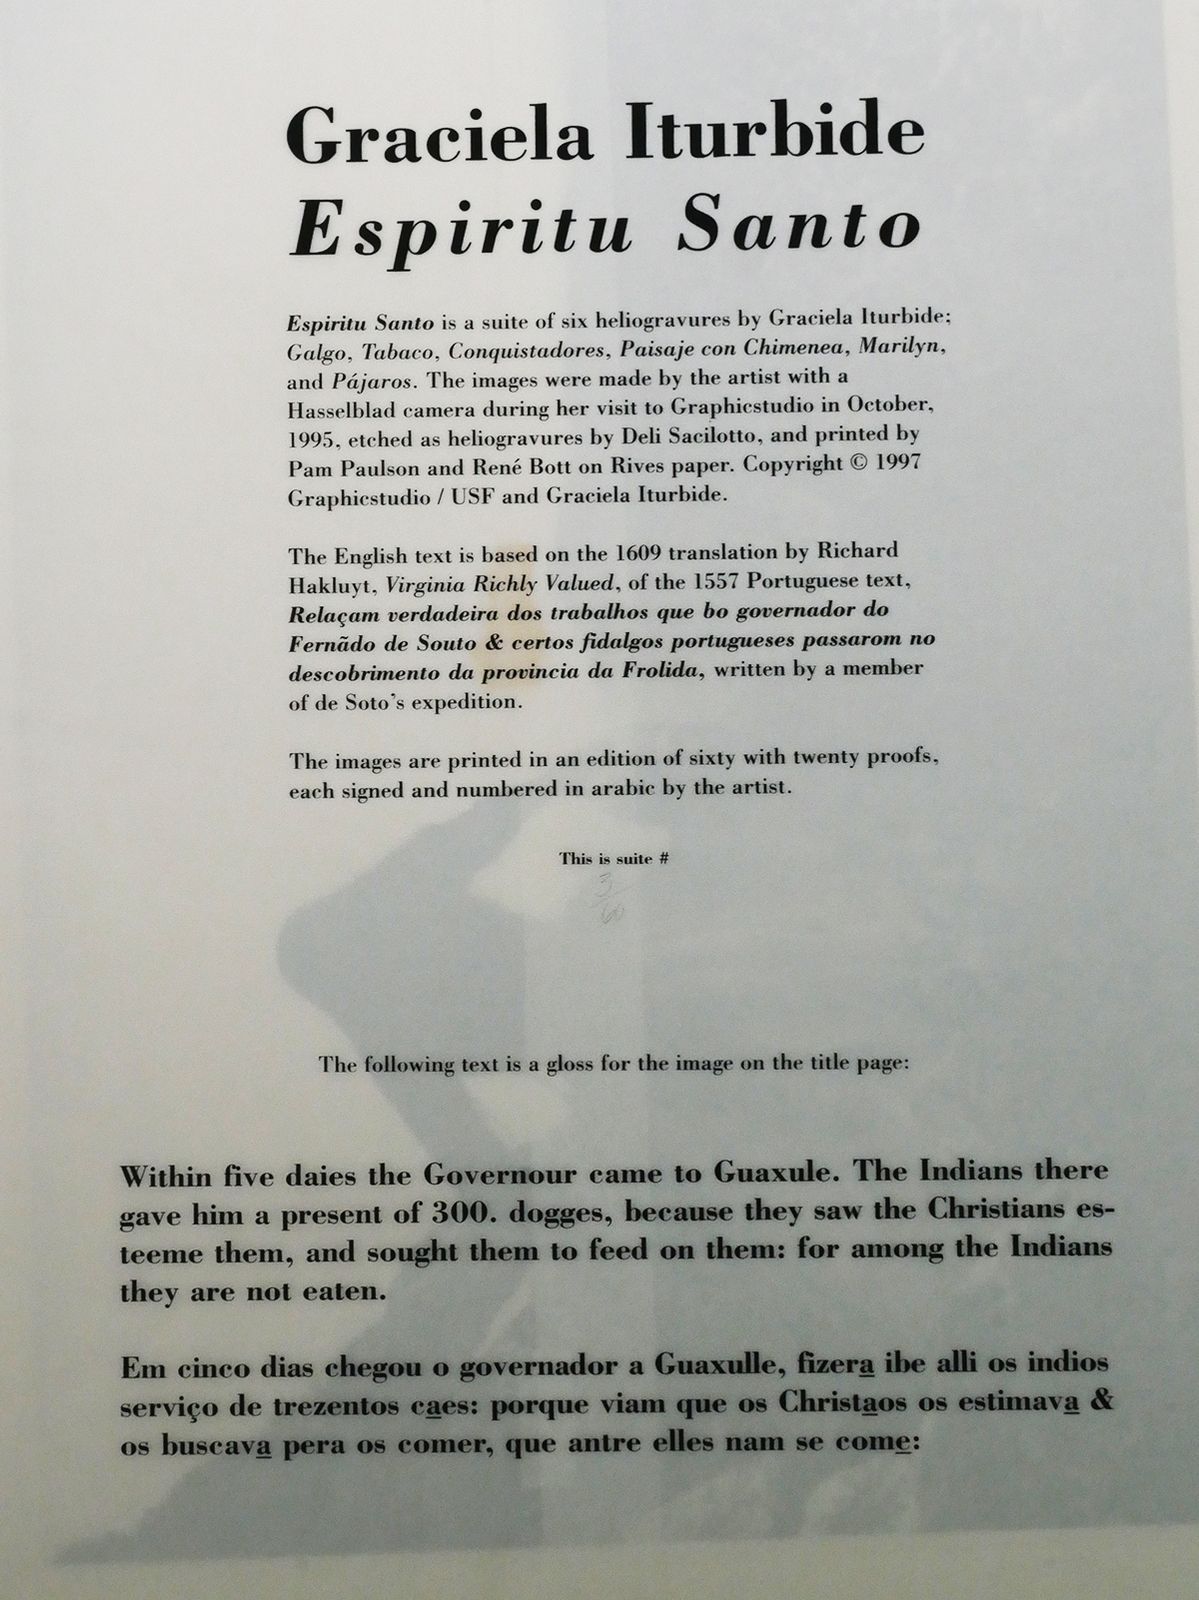 Graciela Iturbide
Espiritu Santo
Espiritu Santo is a suite of six heliogravures by Graciela Iturbide;
Galgo, Tabaco, Conquistadores, Paisaje con Chimenea, Marilyn,
and Pájaros. The images were made by the artist with a
Hasselblad camera during her visit to Graphicstudio in October,
1995, etched as heliogravures by Deli Sacilotto, and printed by
Pam Paulson and René Bott on Rives paper. Copyright © 1997
Graphicstudio / USF and Graciela Iturbide.
The English text is based on the 1609 translation by Richard
Hakluyt, Virginia Richly Valued, of the 1557 Portuguese text,
Relaçam verdadeira dos trabalhos que bo governador do
Fernãdo de Souto & certos fidalgos portugueses passarom no
descobrimento da provincia da Frolida, written by a member
of de Soto's expedition.
The images are printed in an edition of sixty with twenty proofs,
each signed and numbered in arabic by the artist.
This is suite #
3/60
The following text is a gloss for the image on the title page:
Within five daies the Governour came to Guaxule. The Indians there
gave him a present of 300. dogges, because they saw the Christians es-
teeme them, and sought them to feed on them: for among the Indians
they are not eaten.
Em cinco dias chegou o governador a Guaxulle, fizera ibe alli os indios
serviço de trezentos caes: porque viam que os Christaos os estimava &
os buscava pera os comer, que antre elles nam se come: